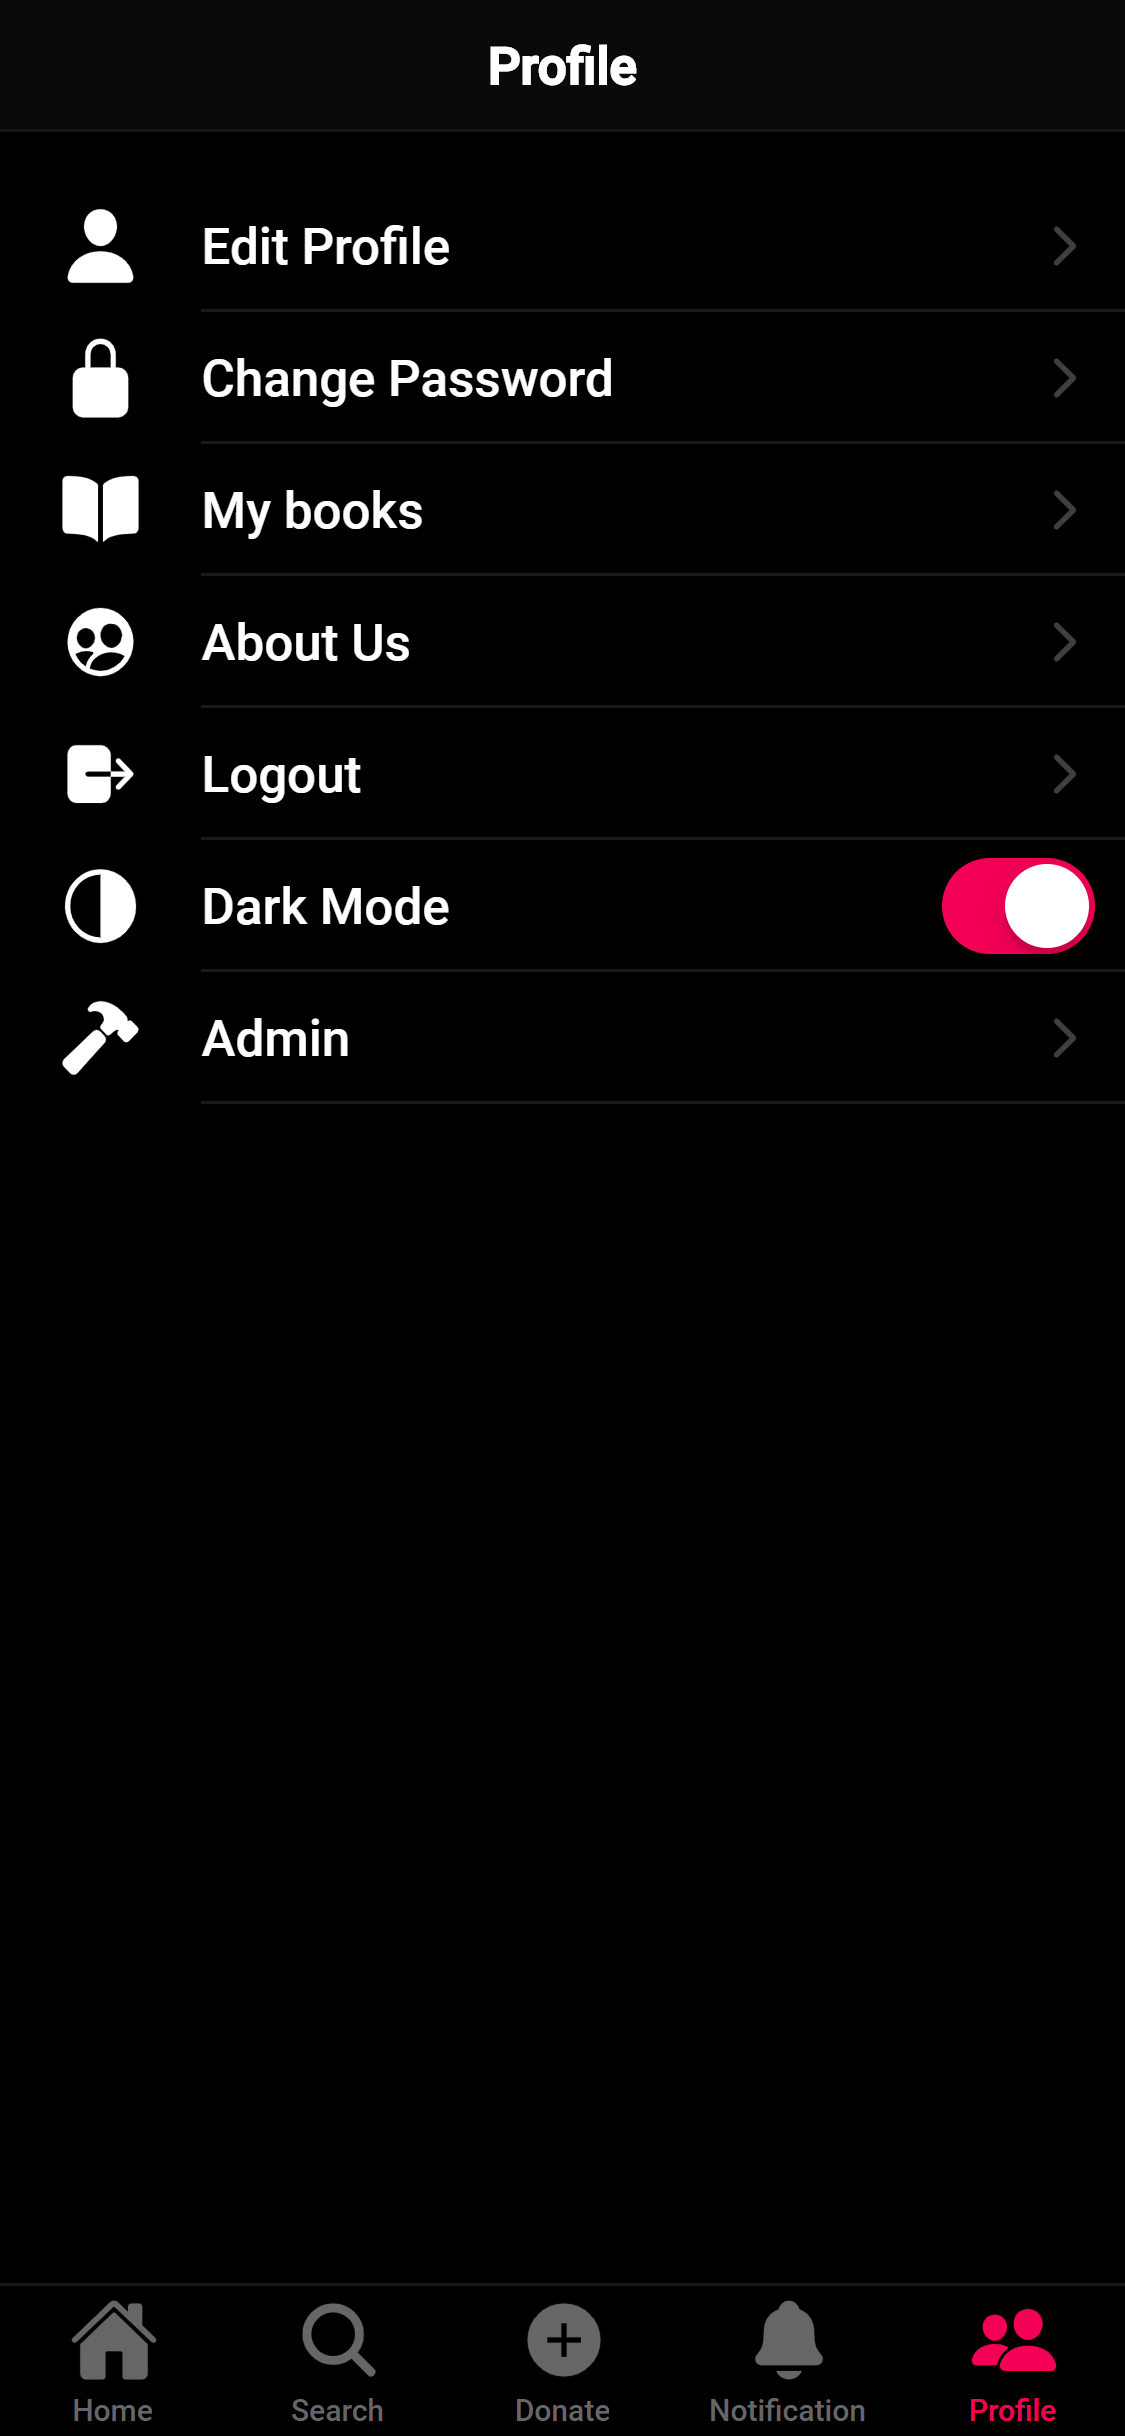 Profile
Edit Profile
Change Password
My books
About Us
Logout
Dark Mode
Admin
Home Search Donate Notification Profile